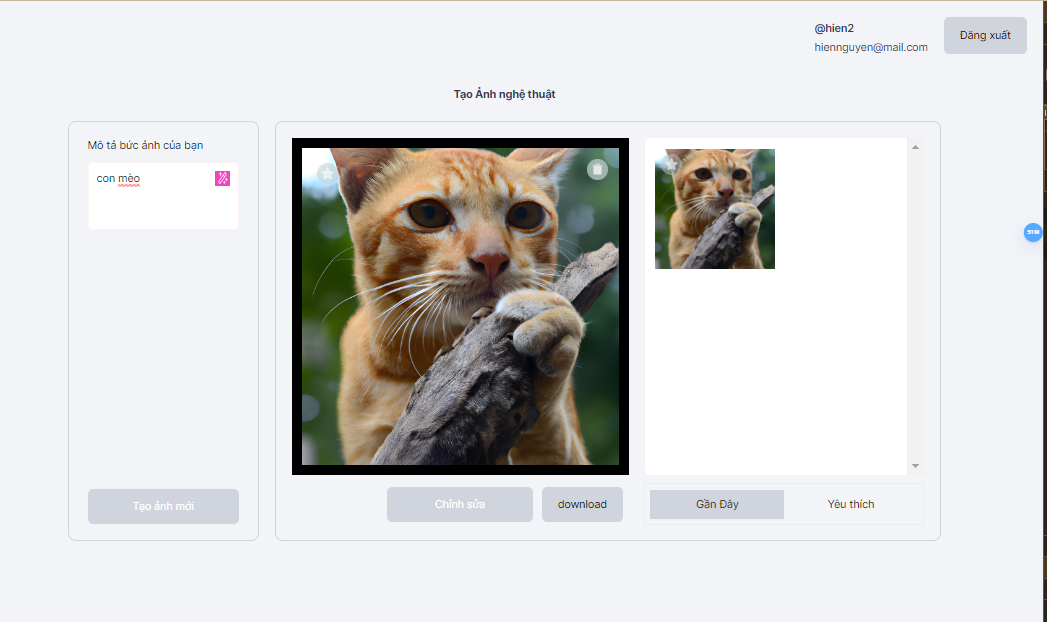 @hien2
hiennguyen@mail.com
Đăng xuất
Tạo Ảnh nghệ thuật
Mô tả bức ảnh của bạn
con mèo
Tạo ảnh mới
Chỉnh sửa
download
Gần Đây
Yêu thích